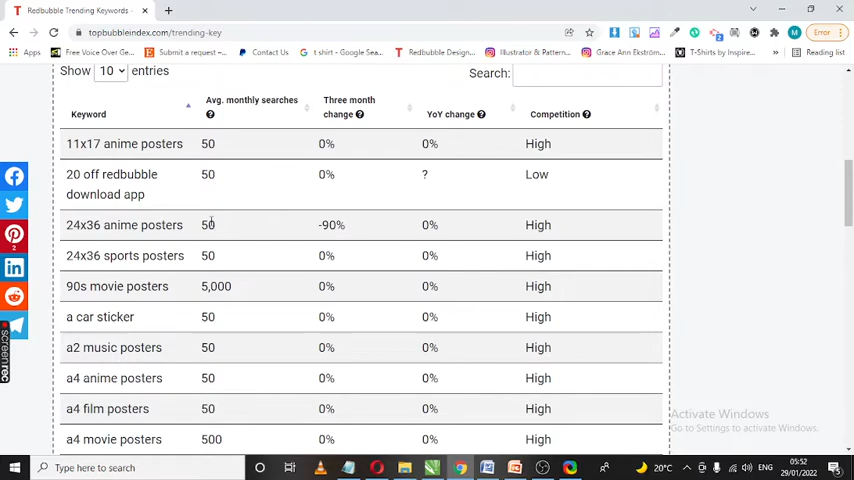 Redbubble Trending Keywords -
topbubbleindex.com/trending-key
Error
Apps
Free Voice Over Ge...
Submit a request –...
Contact Us
t shirt - Google Sea...
Redbubble Design...
Illustrator & Pattern...
Grace Ann Ekström...
T-Shirts by Inspire...
Reading list
Show 10 entries
Search:
Keyword
Avg. monthly searches
Three month change
YoY change
Competition
11x17 anime posters 50 0% 0% High
20 off redbubble 50 0% ? Low
download app
24x36 anime posters 50 -90% 0% High
24x36 sports posters 50 0% 0% High
90s movie posters 5,000 0% 0% High
a car sticker 50 0% 0% High
a2 music posters 50 0% 0% High
a4 anime posters 50 0% 0% High
a4 film posters 50 0% 0% High
a4 movie posters 500 0% 0% High
2
screenrec
Activate Windows
Go to Settings to activate Windows.
Type here to search
20°C
ENG
05:52
29/01/2022